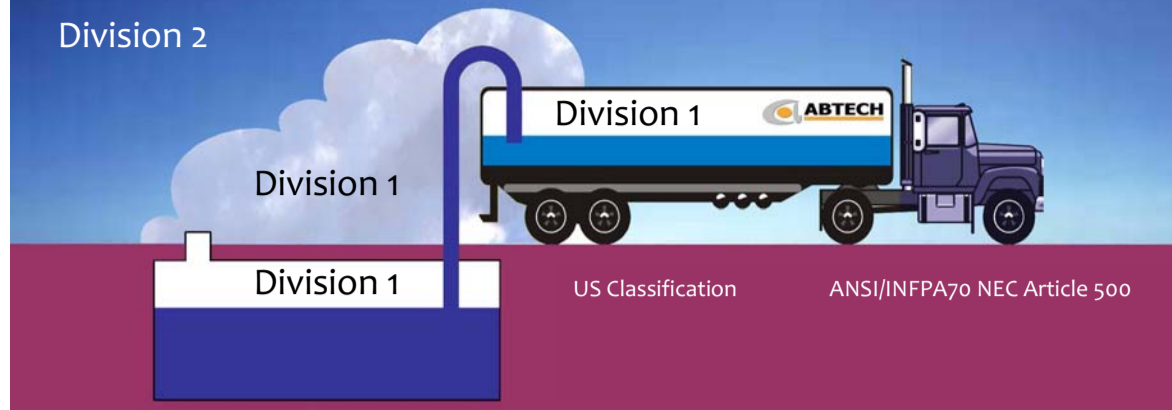 Division 2
Division 1
ABTECH
Division 1
Division 1
US Classification
ANSI/INFPA70 NEC Article 500